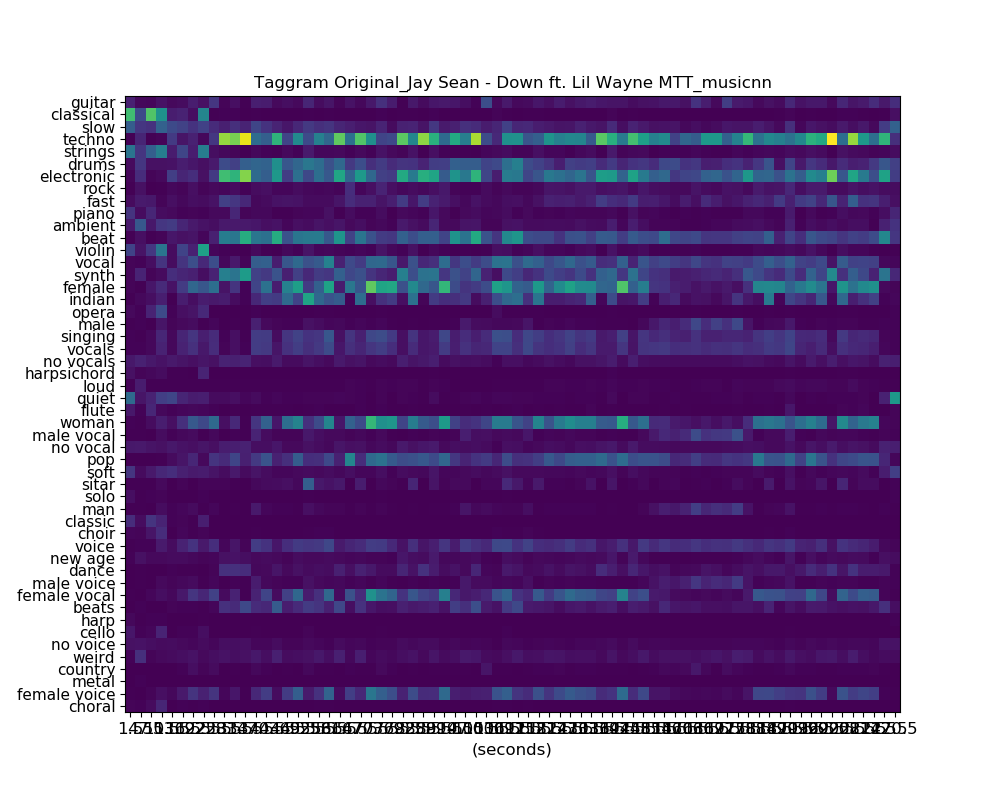 Taggram Original_Jay Sean - Down ft. Lil Wayne MTT_musicnn
guitar
classical
slow
techno
strings
drums
electronic
rock
fast
piano
ambient
beat
violin
vocal
synth
female
indian
opera
male
singing
vocals
no vocals
harpsichord
loud
quiet
flute
woman
male vocal
no vocal
pop
soft
sitar
solo
man
classic
choir
voice
new age
dance
male voice
female vocal
beats
harp
cello
no voice
weird
country
metal
female voice
choral
(seconds)